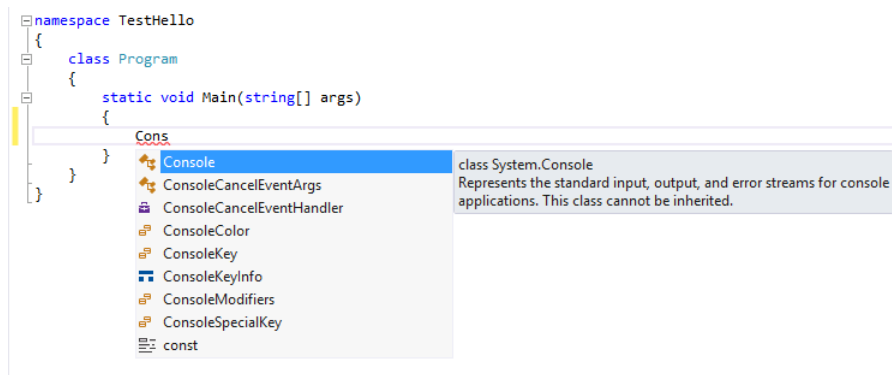 namespace TestHello
{
class Program
{
static void Main(string[] args)
{
Cons
}
}
}
Console
ConsoleCancelEventArgs
ConsoleCancelEventHandler
ConsoleColor
ConsoleKey
ConsoleKeyInfo
ConsoleModifiers
ConsoleSpecialKey
const
class System.Console
Represents the standard input, output, and error streams for console
applications. This class cannot be inherited.